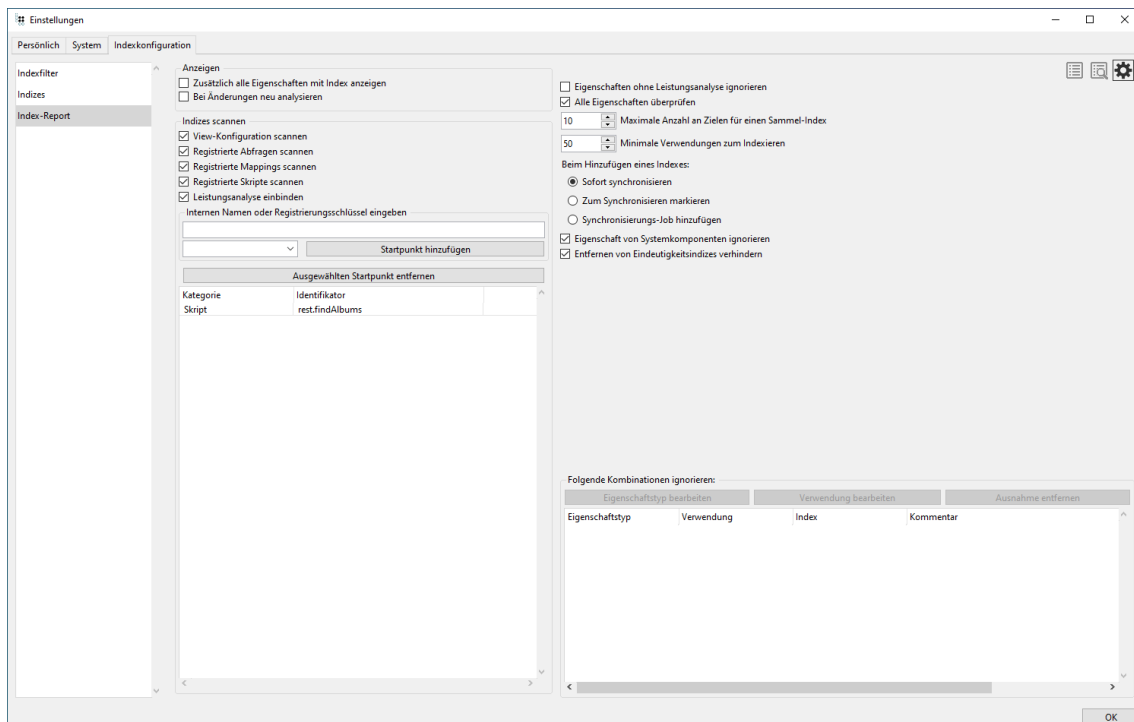 Einstellungen
Persönlich System Indexkonfiguration
Indexfilter
Indizes
Index-Report
Anzeigen
Zusätzlich alle Eigenschaften mit Index anzeigen
Bei Änderungen neu analysieren
Indizes scannen
View-Konfiguration scannen
Registrierte Abfragen scannen
Registrierte Mappings scannen
Registrierte Skripte scannen
Leistungsanalyse einbinden
Internen Namen oder Registrierungsschlüssel eingeben
Startpunkt hinzufügen
Ausgewählten Startpunkt entfernen
Kategorie Identifikator
Skript rest.findAlbums
Eigenschaften ohne Leistungsanalyse ignorieren
Alle Eigenschaften überprüfen
10 Maximale Anzahl an Zielen für einen Sammel-Index
50 Minimale Verwendungen zum Indexieren
Beim Hinzufügen eines Indexes:
Sofort synchronisieren
Zum Synchronisieren markieren
Synchronisierungs-Job hinzufügen
Eigenschaft von Systemkomponenten ignorieren
Entfernen von Eindeutigkeitsindizes verhindern
Folgende Kombinationen ignorieren:
Eigenschaftstyp bearbeiten Verwendung bearbeiten Ausnahme entfernen
Eigenschaftstyp Verwendung Index Kommentar
OK